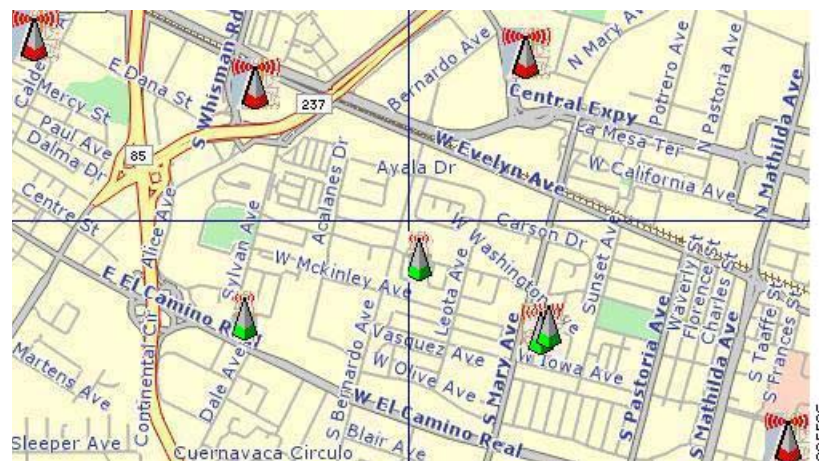 S Whisman Rd
Bernardo Ave
N Mary Ave
Potrero Ave
N Pastoria Ave
N Mathilda Ave
E Dana St
Mercy St
Paul Ave
Dalma Dr
237
Central Expy
La Mesa Ter
85
W Evelyn Ave
Ayala Dr
W California Ave
Centre St
Alice Ave
Sylvan Ave
Acalanes Dr
Carson Dr
W Washington Ave
Sunset Ave
W McKinley Ave
Leota Ave
Waverly St
Florence St
Charles St
E El Camino Real
Continental Cir
S Bernardo Ave
Vasquez Ave
W Olive Ave
S Mary Ave
W Iowa Ave
S Pastoria Ave
S Mathilda Ave
S Taaffe St
S Frances St
Martens Ave
Dale Ave
W El Camino Real
Blair Ave
Sleeper Ave
Cuernavaca Circulo